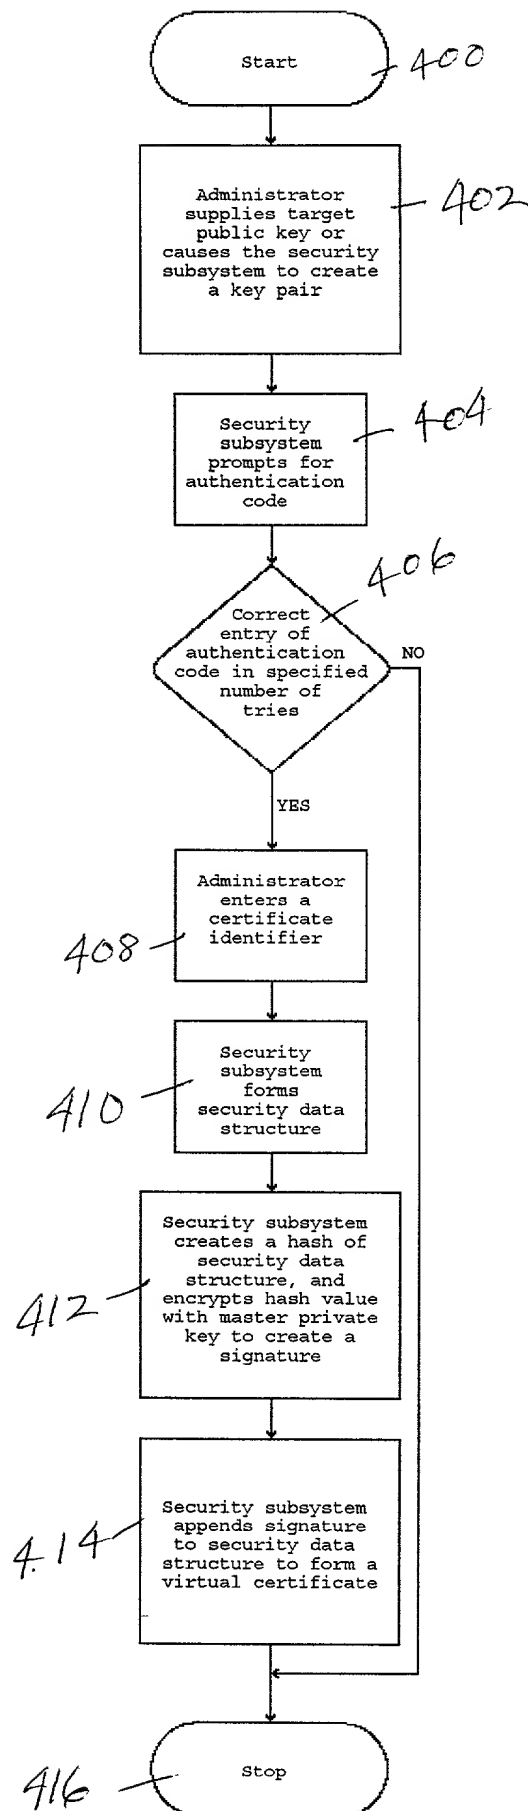 Start
400
Administrator
supplies target
public key or
causes the security
subsystem to create
a key pair
402
Security
subsystem
prompts for
authentication
code
404
406
Correct
entry of
authentication
code in specified
number of
tries
NO
YES
Administrator
enters a
certificate
identifier
408
Security
subsystem
forms
security data
structure
410
Security subsystem
creates a hash of
security data
structure, and
encrypts hash value
with master private
key to create a
signature
412
Security subsystem
appends signature
to security data
structure to form a
virtual certificate
414
Stop
416